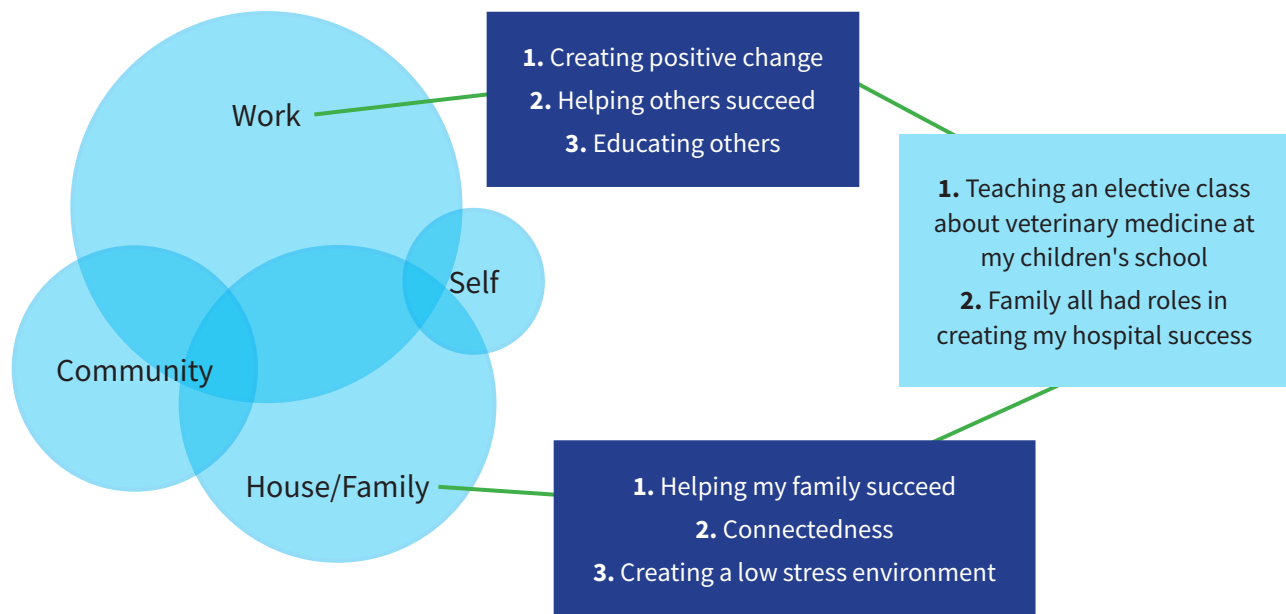 Work
1. Creating positive change
2. Helping others succeed
3. Educating others
1. Teaching an elective class
about veterinary medicine at
my children's school
2. Family all had roles in
creating my hospital success
Self
Community
House/Family
1. Helping my family succeed
2. Connectedness
3. Creating a low stress environment